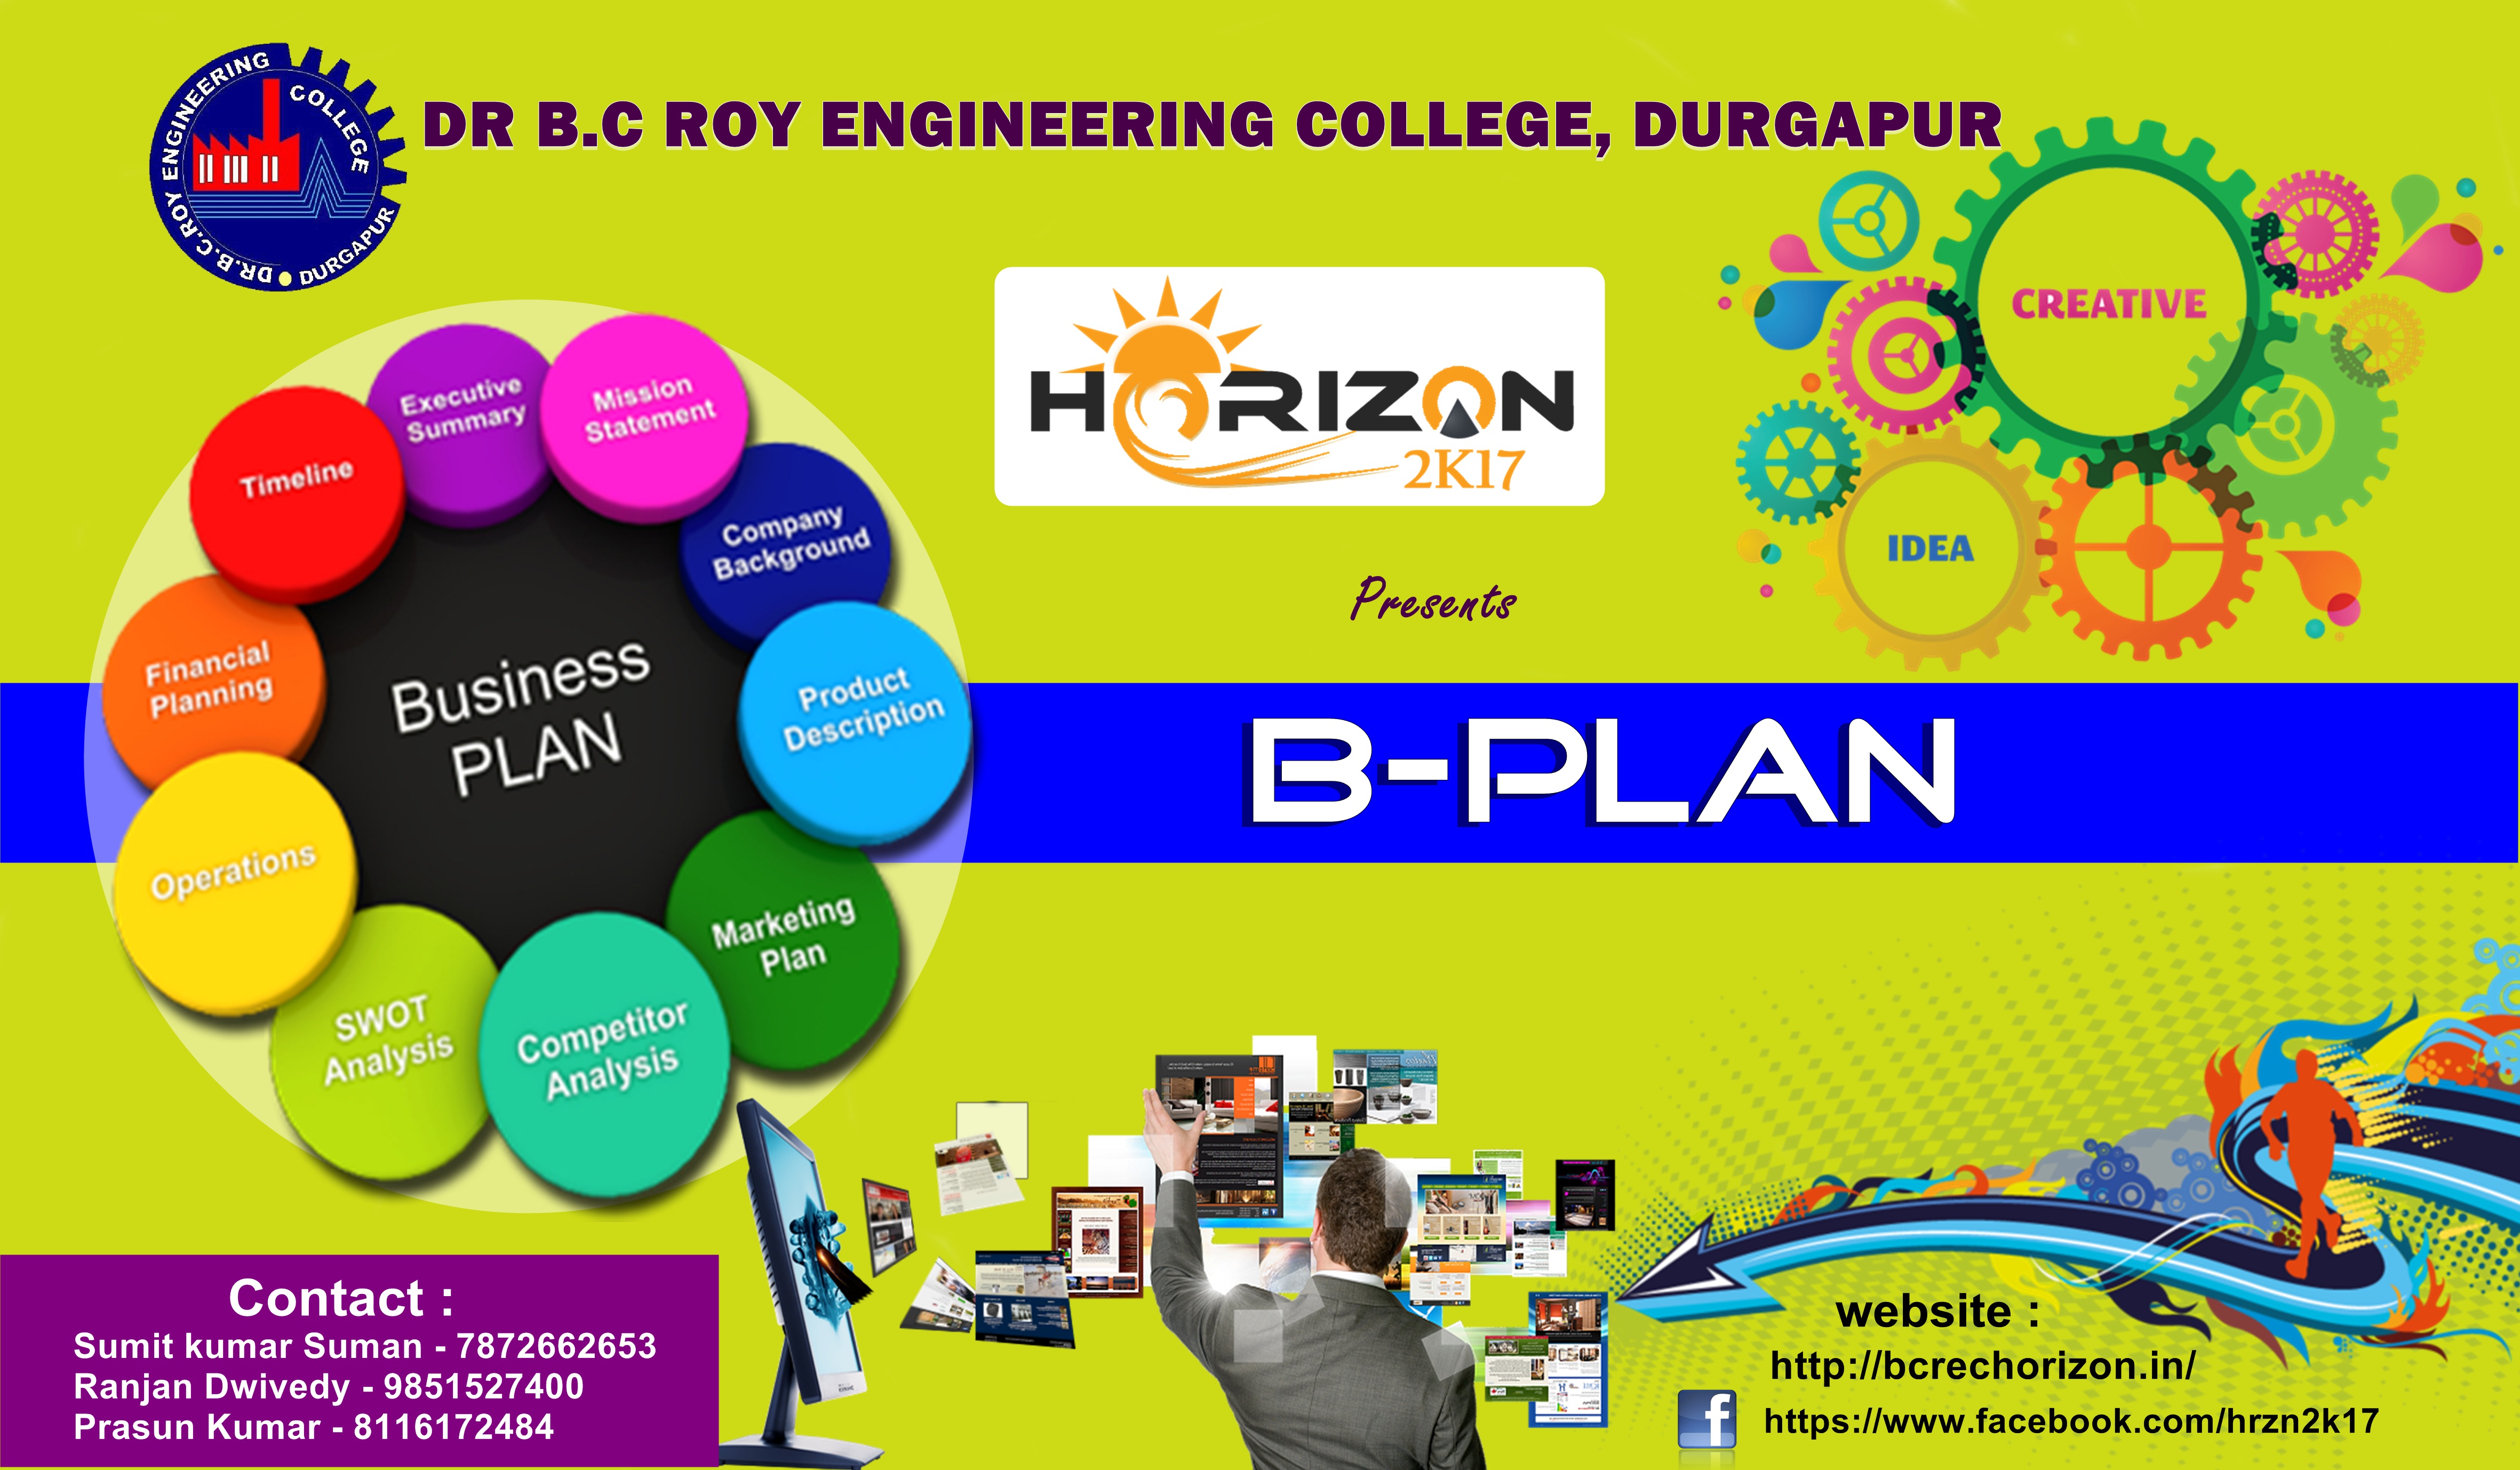 DR.B.C.ROY ENGINEERING COLLEGE
DURGAPUR
DR B.C ROY ENGINEERING COLLEGE, DURGAPUR
HORIZON
2K17
CREATIVE
IDEA
Presents
B-PLAN
Business
PLAN
Executive
Summary
Mission
Statement
Company
Background
Product
Description
Marketing
Plan
Competitor
Analysis
SWOT
Analysis
Operations
Financial
Planning
Timeline
Contact :
Sumit kumar Suman - 7872662653
Ranjan Dwivedy - 9851527400
Prasun Kumar - 8116172484
website :
http://bcrechorizon.in/
f https://www.facebook.com/hrzn2k17